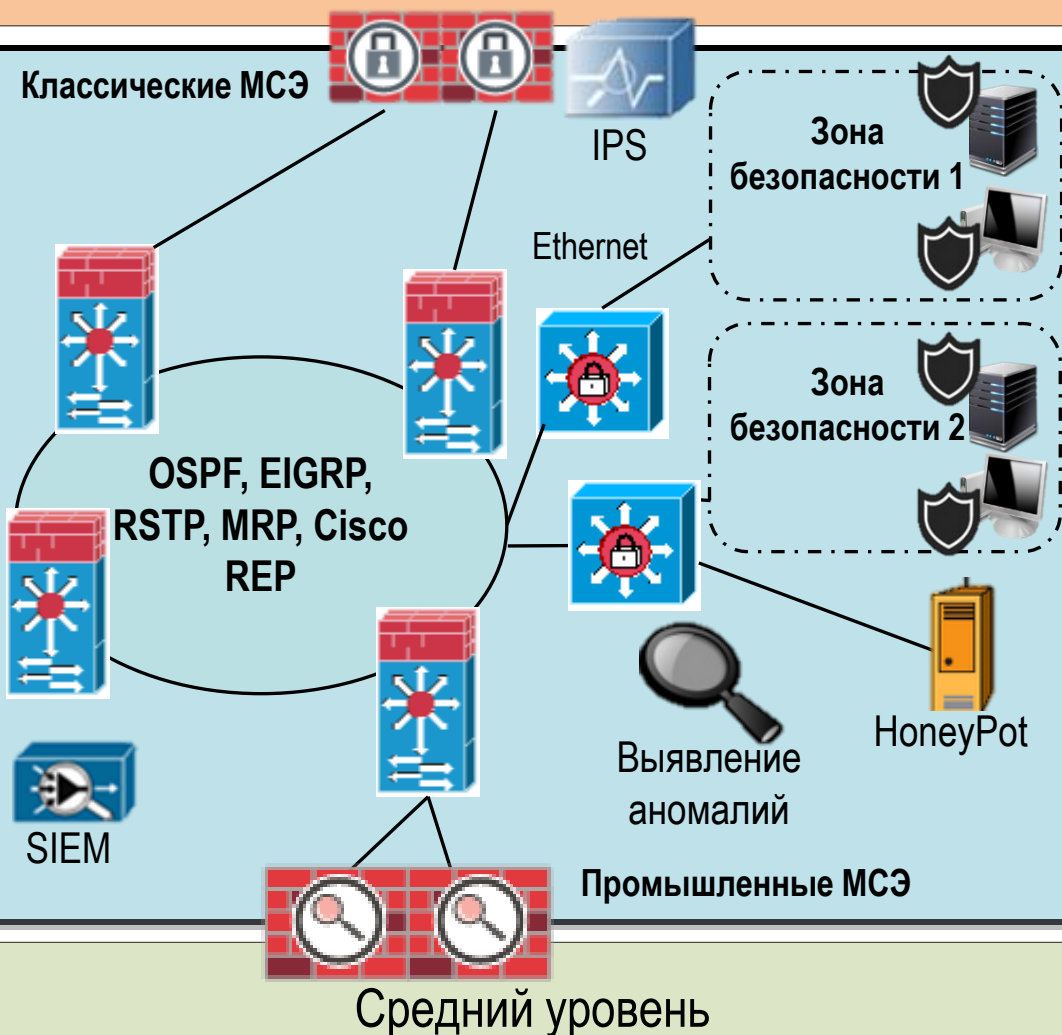 Классические МСЭ
IPS
Зона
безопасности 1
Ethernet
Зона
безопасности 2
OSPF, EIGRP,
RSTP, MRP, Cisco
REP
HoneyPot
Выявление
аномалий
SIEM
Промышленные МСЭ
Средний уровень